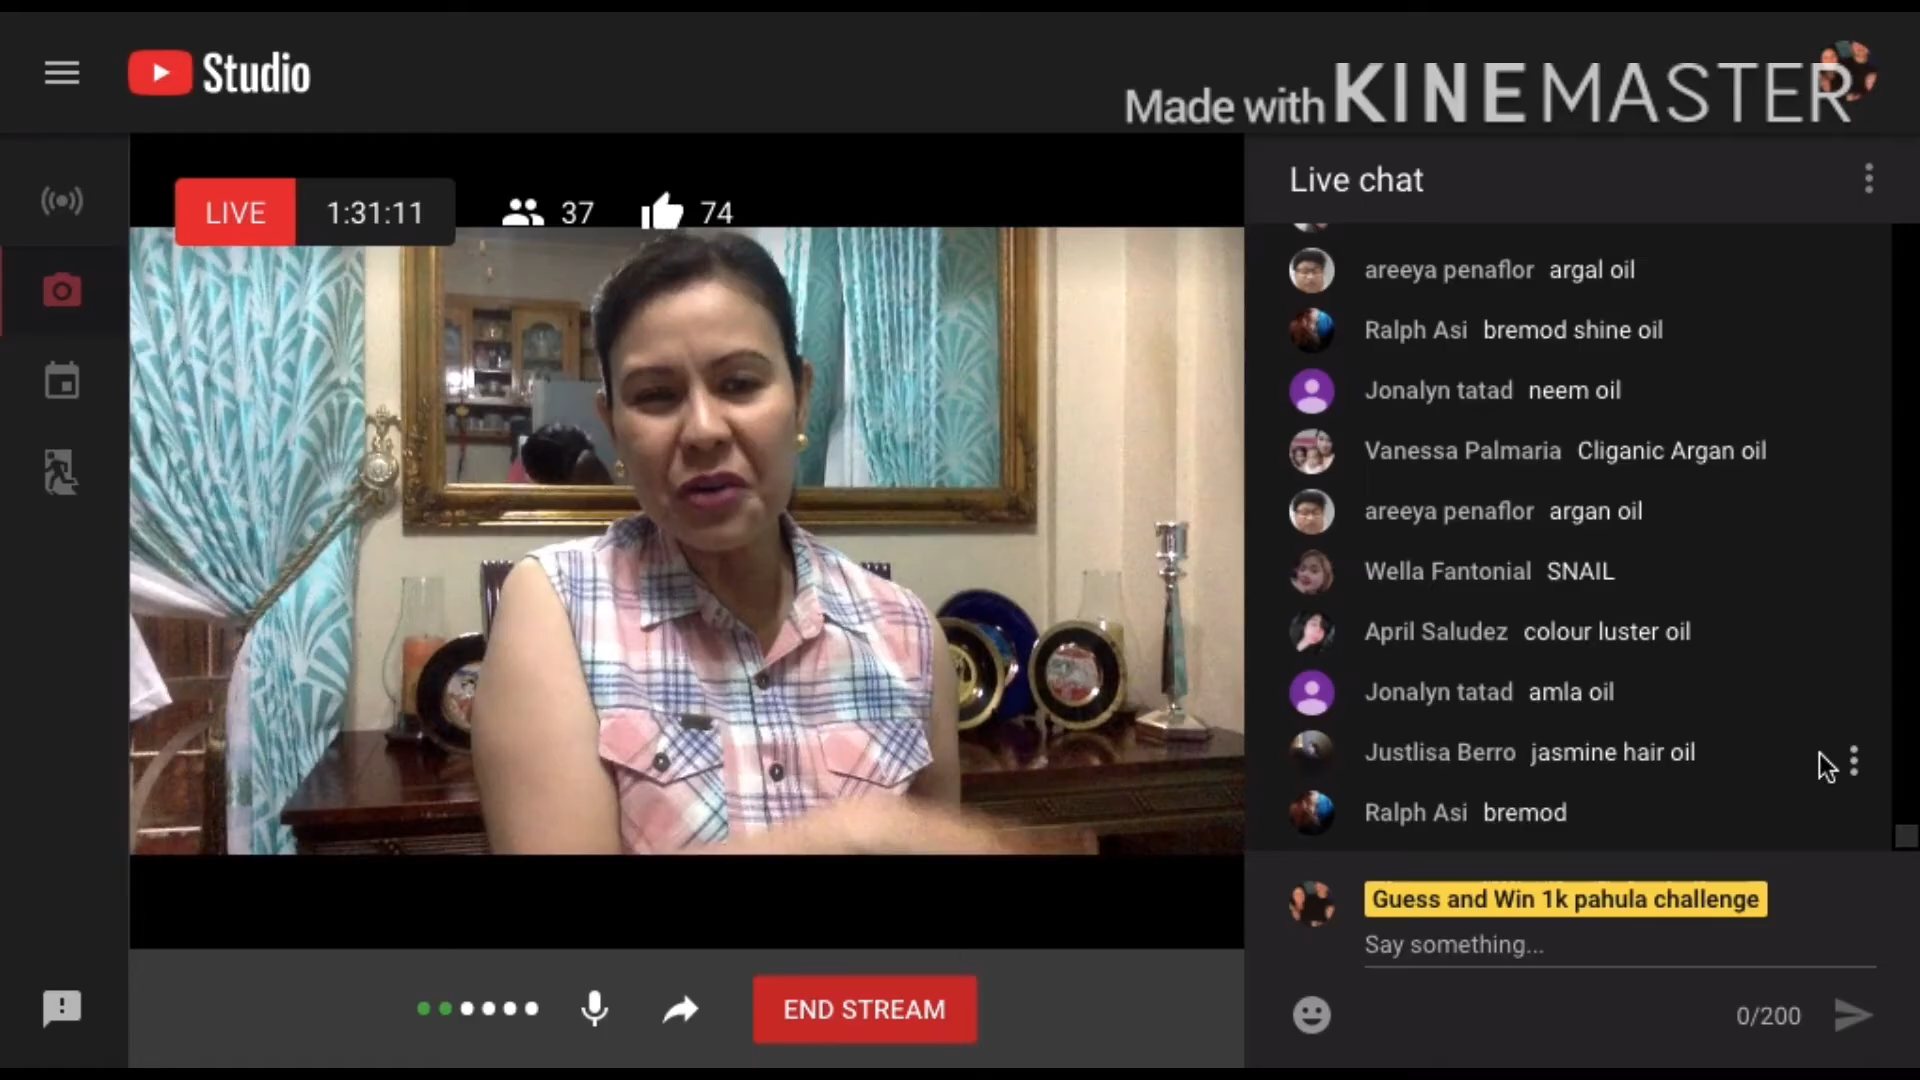 Studio
Made with KINEMASTER
LIVE 1:31:11 37 74
Live chat
areeya penaflor argal oil
Ralph Asi bremod shine oil
Jonalyn tatad neem oil
Vanessa Palmaria Cliganic Argan oil
areeya penaflor argan oil
Wella Fantonial SNAIL
April Saludez colour luster oil
Jonalyn tatad amla oil
Justlisa Berro jasmine hair oil
Ralph Asi bremod
Guess and Win 1k pahula challenge
Say something...
END STREAM
0/200